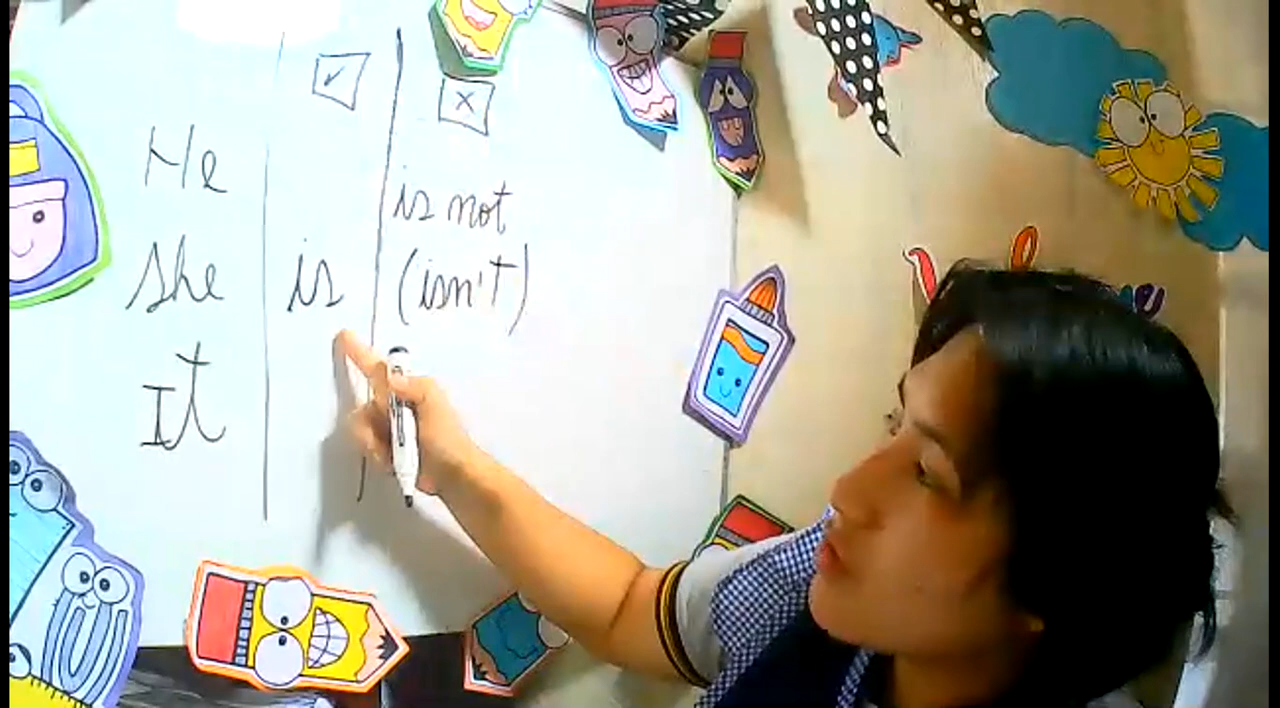 He
is not
she
is
(isn't)
It